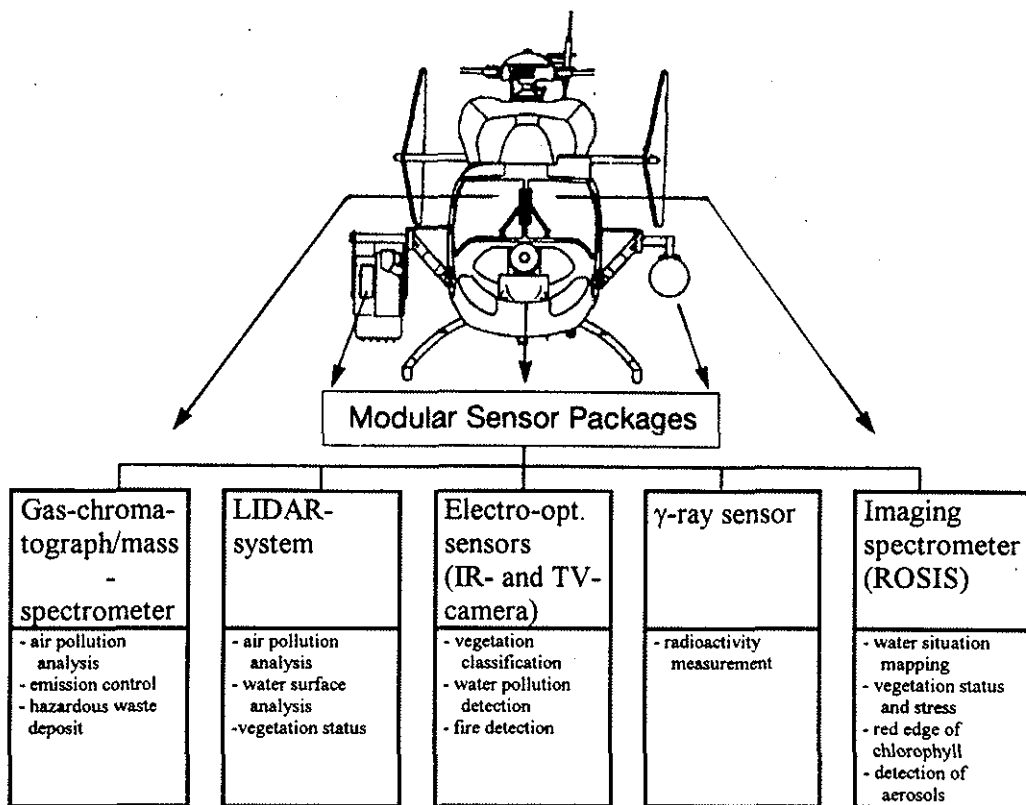 Modular Sensor Packages
Gas-chroma-
tograph/mass
-
spectrometer
- air pollution
analysis
- emission control
- hazardous waste
deposit
LIDAR-
system
- air pollution
analysis
- water surface
analysis
-vegetation status
Electro-opt.
sensors
(IR- and TV-
camera)
- vegetation
classification
- water pollution
detection
- fire detection
γ-ray sensor
- radioactivity
measurement
Imaging
spectrometer
(ROSIS)
- water situation
mapping
- vegetation status
and stress
- red edge of
chlorophyll
- detection of
aerosols